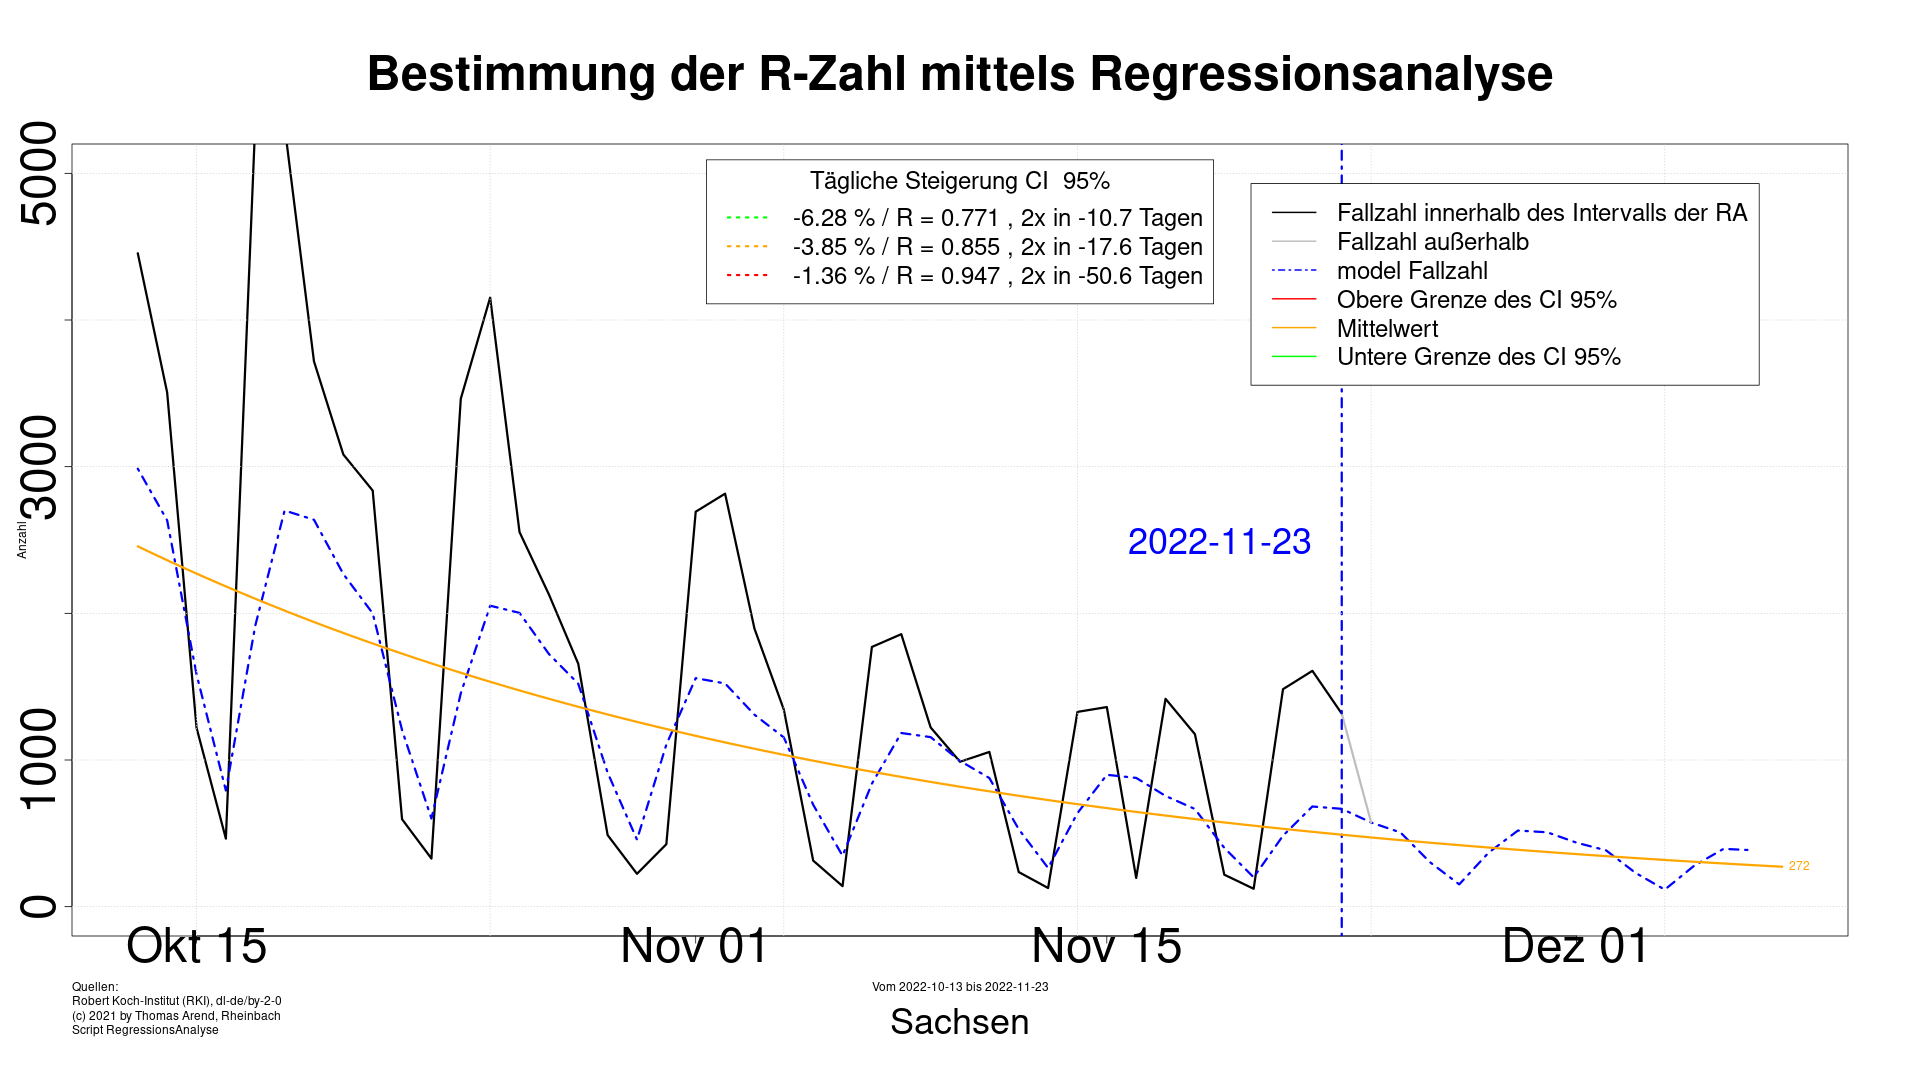 Bestimmung der R-Zahl mittels Regressionsanalyse
5000
3000
1000
0
Anzahl
Tägliche Steigerung CI  95%
-6.28 % / R = 0.771 , 2x in -10.7 Tagen
-3.85 % / R = 0.855 , 2x in -17.6 Tagen
-1.36 % / R = 0.947 , 2x in -50.6 Tagen
Fallzahl innerhalb des Intervalls der RA
Fallzahl außerhalb
model Fallzahl
Obere Grenze des CI 95%
Mittelwert
Untere Grenze des CI 95%
2022-11-23
272
Okt 15 Nov 01 Nov 15 Dez 01
Quellen:
Robert Koch-Institut (RKI), dl-de/by-2-0
(c) 2021 by Thomas Arend, Rheinbach
Script RegressionsAnalyse
Vom 2022-10-13 bis 2022-11-23
Sachsen